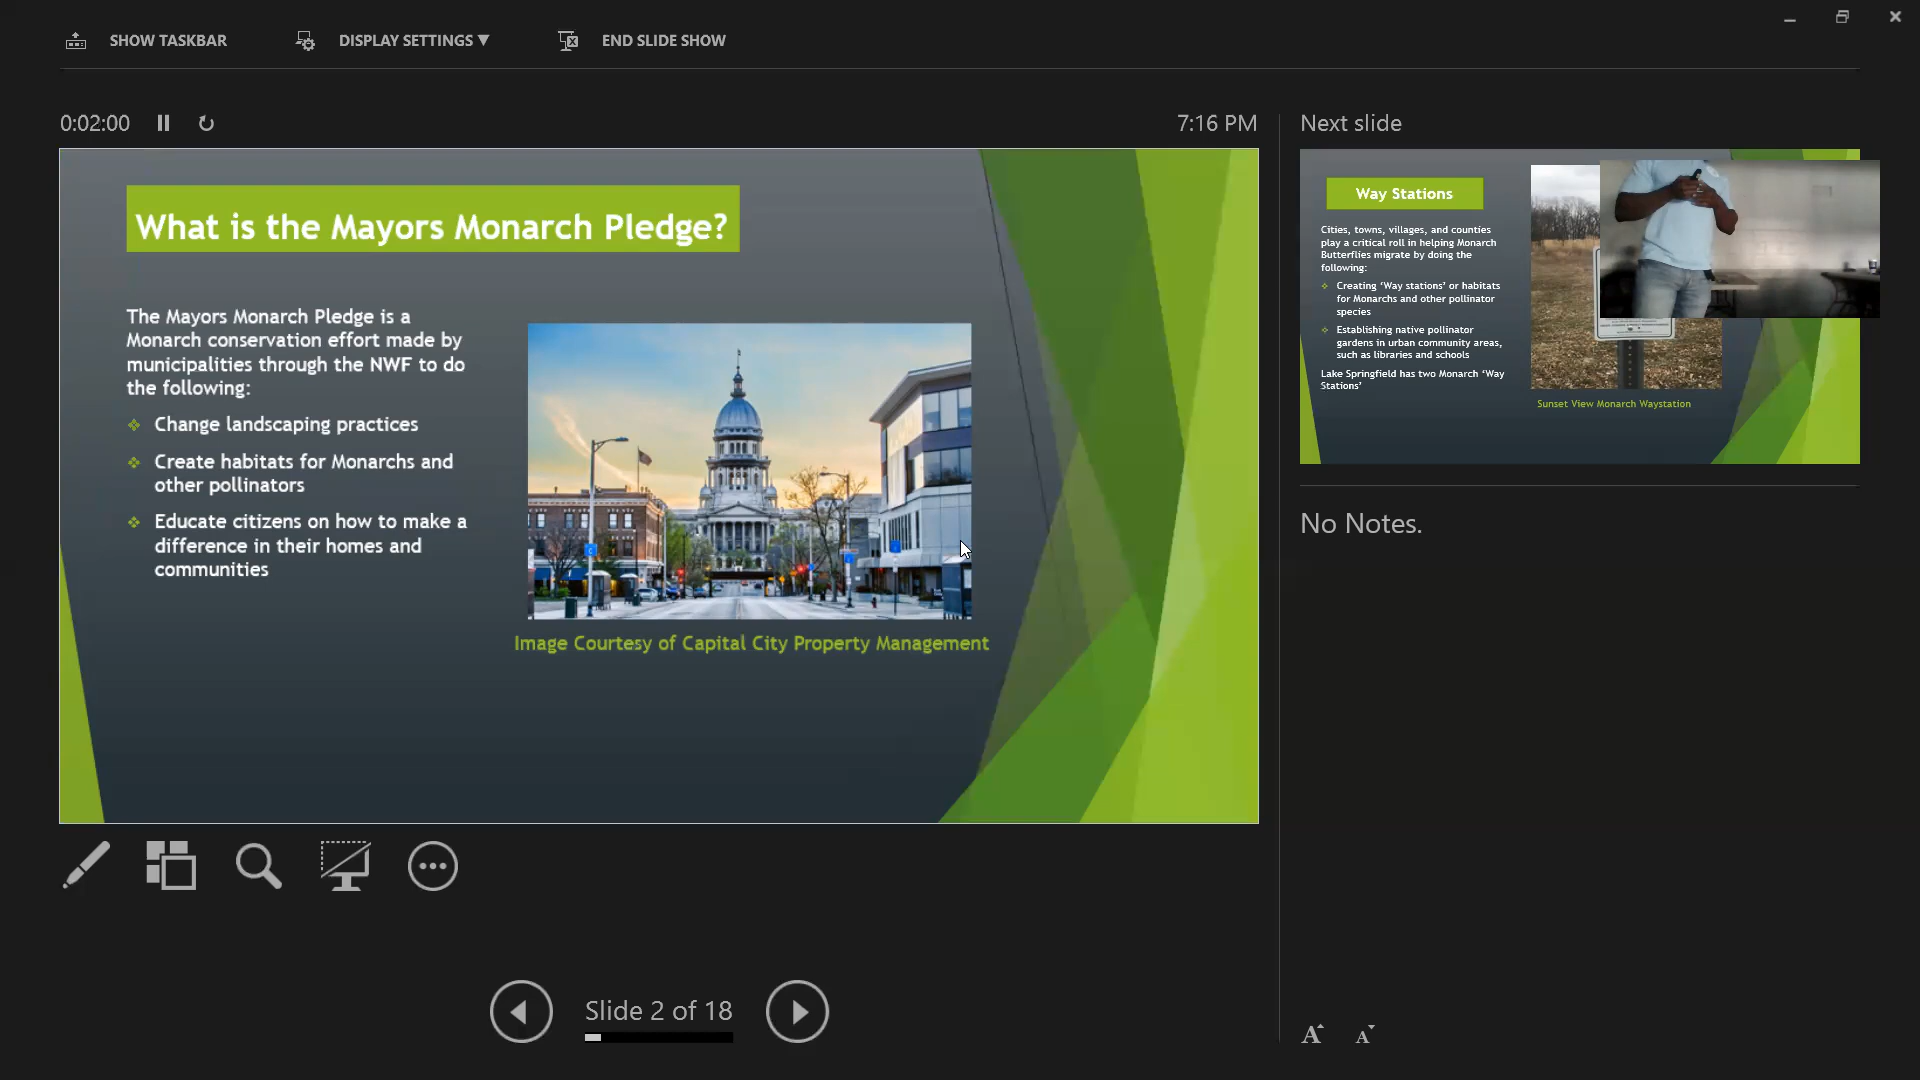 SHOW TASKBAR
DISPLAY SETTINGS ▼
END SLIDE SHOW
0:02:00
7:16 PM
What is the Mayors Monarch Pledge?
The Mayors Monarch Pledge is a
Monarch conservation effort made by
municipalities through the NWF to do
the following:
Change landscaping practices
Create habitats for Monarchs and
other pollinators
Educate citizens on how to make a
difference in their homes and
communities
Image Courtesy of Capital City Property Management
Slide 2 of 18
Next slide
Way Stations
Cities, towns, villages, and counties
play a critical roll in helping Monarch
Butterflies migrate by doing the
following:
Creating ‘Way stations’ or habitats
for Monarchs and other pollinator
species
Establishing native pollinator
gardens in urban community areas,
such as libraries and schools
Lake Springfield has two Monarch ‘Way
Stations’
Sunset View Monarch Waystation
No Notes.
A A